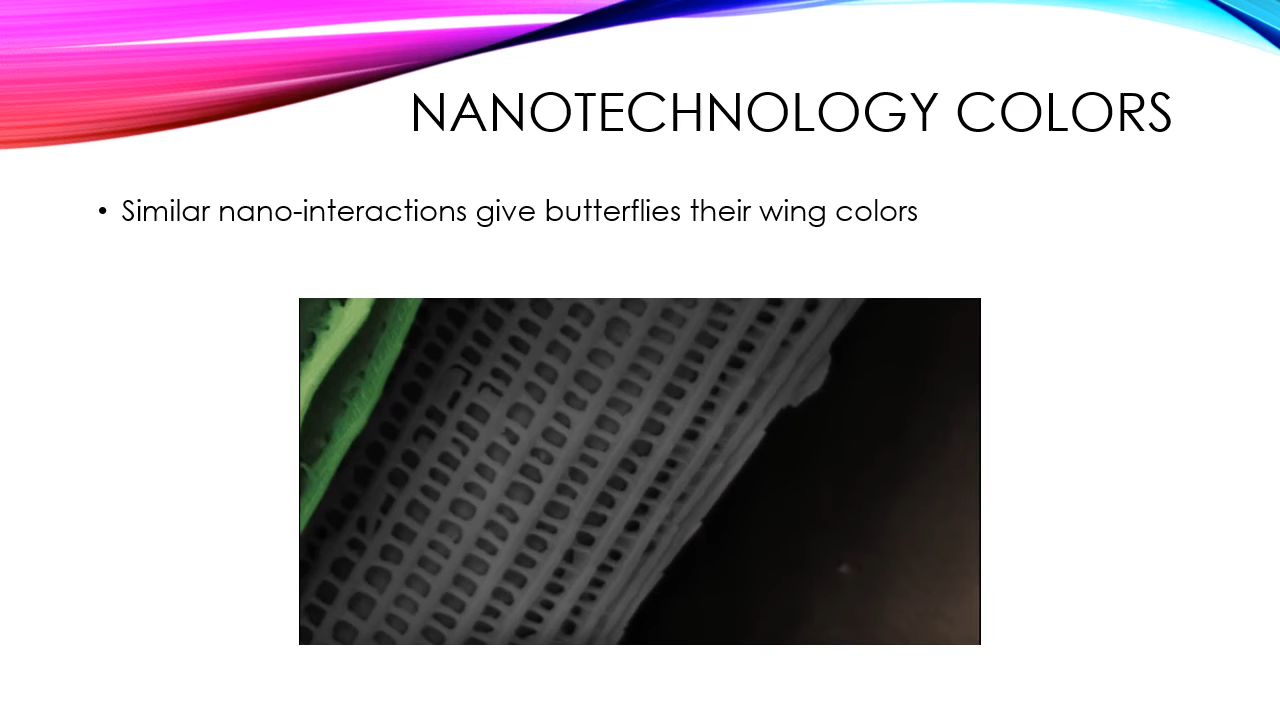 NANOTECHNOLOGY COLORS
• Similar nano-interactions give butterflies their wing colors